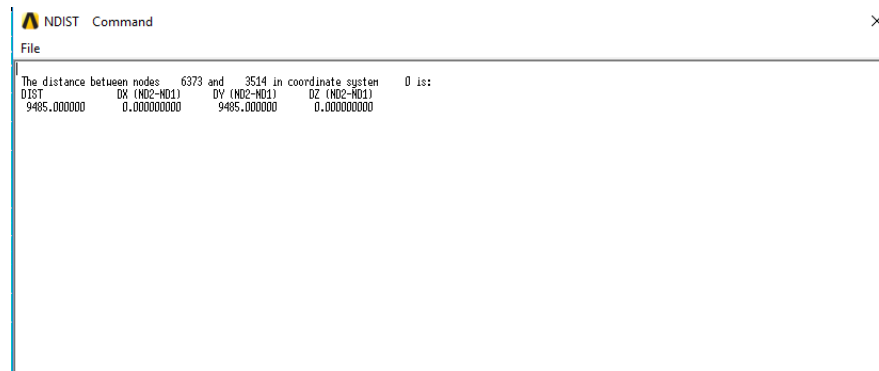 NDIST Command
File
The distance between nodes 6373 and 3514 in coordinate system 0 is:
DIST DX (ND2-ND1) DY (ND2-ND1) DZ (ND2-ND1)
9485.000000 0.000000000 9485.000000 0.000000000